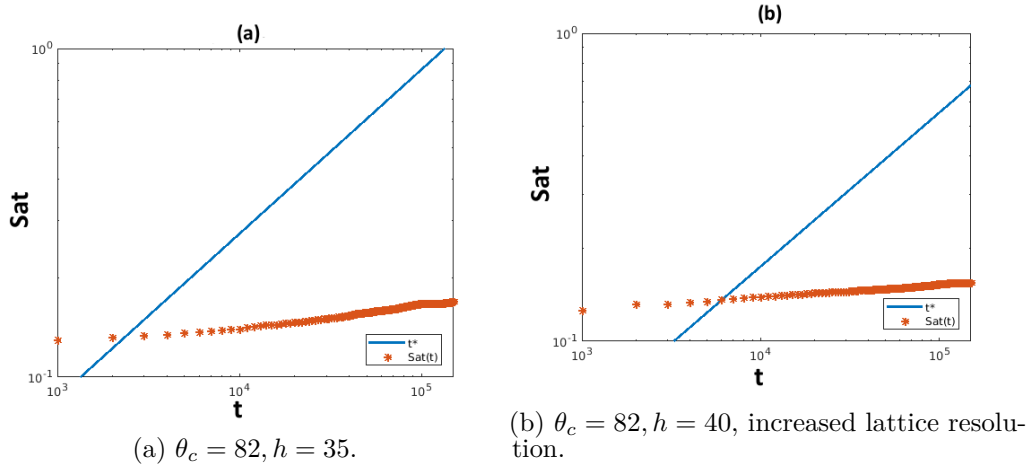 (a)
10^0
Sat
10^-1
10^3
10^4
10^5
t
t*
Sat(t)
(a) θ_c = 82, h = 35.
(b)
10^0
Sat
10^-1
10^3
10^4
10^5
t
t*
Sat(t)
(b) θ_c = 82, h = 40, increased lattice resolu-
tion.